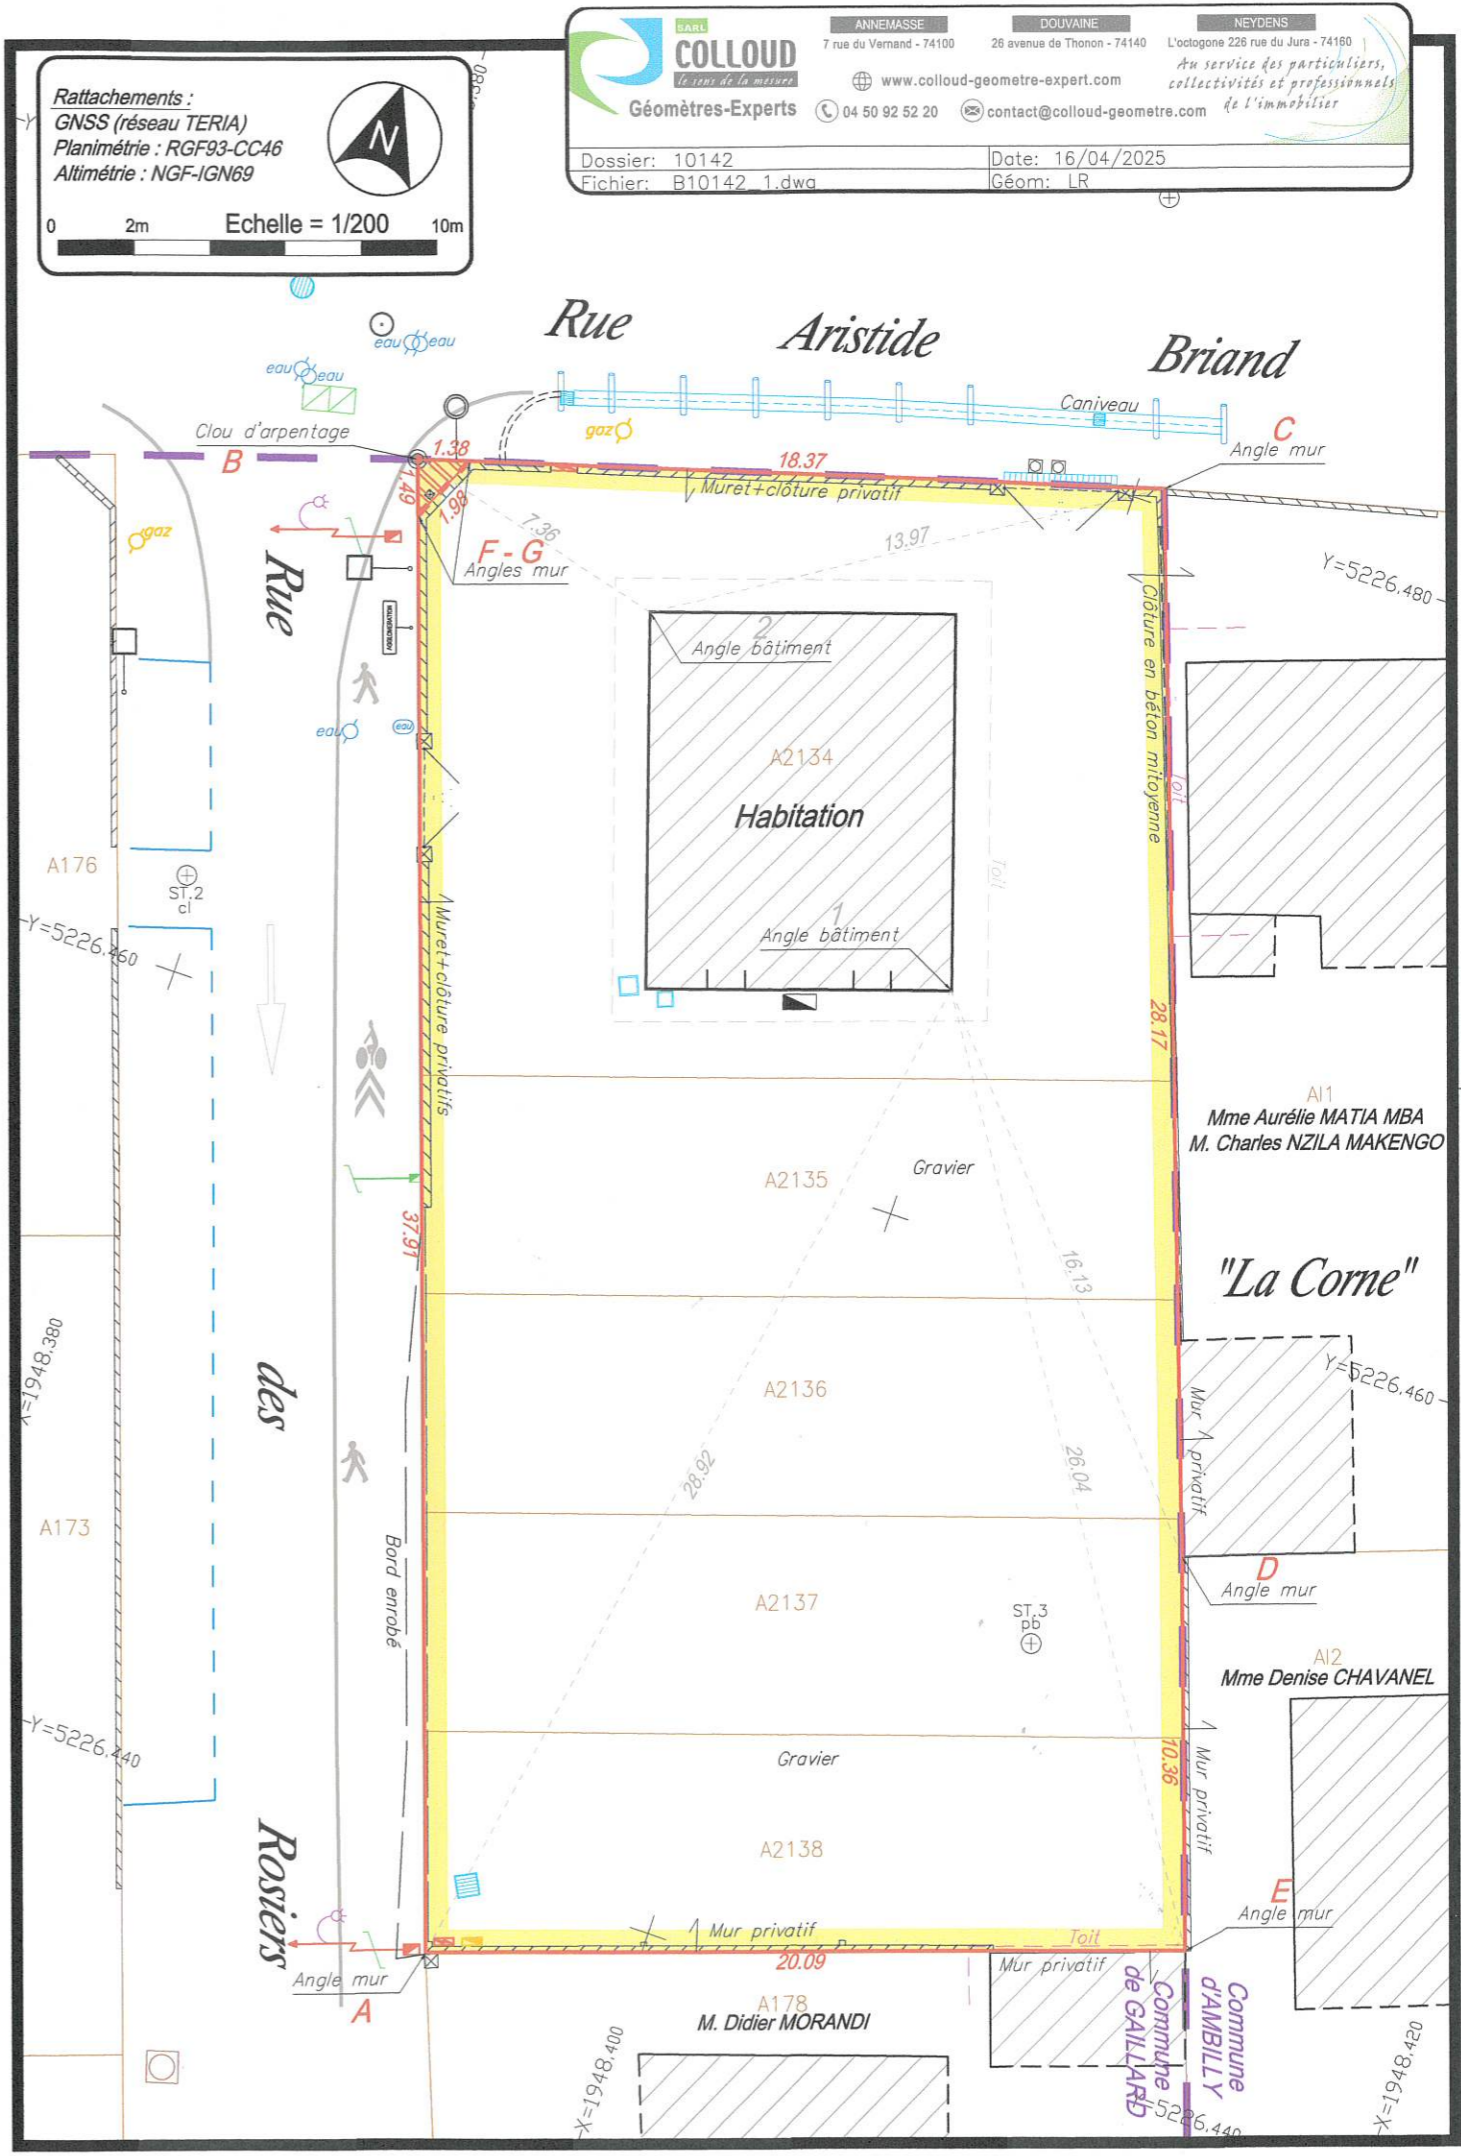 SARL
COLLOUD
le sens de la mesure
Géomètres-Experts
ANNEMASSE
7 rue du Vernand - 74100
DOUVAINE
26 avenue de Thonon - 74140
NEYDENS
L'octogone 226 rue du Jura - 74160
www.colloud-geometre-expert.com
04 50 92 52 20
contact@colloud-geometre.com
Au service des particuliers,
collectivités et professionnels
de l'immobilier
Dossier: 10142
Date: 16/04/2025
Fichier: B10142_1.dwg
Géom: LR
Rattachements :
GNSS (réseau TERIA)
Planimétrie : RGF93-CC46
Altimétrie : NGF-IGN69
N
0
2m
Echelle = 1/200
10m
Rue Aristide Briand
eau
eau
eau
eau
gaz
Caniveau
Clou d'arpentage
B
1.38
18.37
C
Angle mur
1.49
1.98
Muret+clôture privatif
7.36
13.97
F - G
Angles mur
gaz
Rue
AGGLOMERATION
Y=5226.480
Clôture en béton mitoyenne
2
Angle bâtiment
eau
eau
A2134
Habitation
Toit
Toit
A176
ST.2
cl
Y=5226.460
Muret+clôture privatifs
1
Angle bâtiment
28.17
AI1
Mme Aurélie MATIA MBA
M. Charles NZILA MAKENGO
A2135
Gravier
37.91
16.13
"La Corne"
X=1948.380
des
A2136
Y=5226.460
Mur privatif
28.92
26.04
A173
Bord enrobé
D
Angle mur
A2137
ST.3
pb
AI2
Mme Denise CHAVANEL
Y=5226.440
Gravier
10.36
Mur privatif
A2138
Rosiers
E
Angle mur
Mur privatif
Toit
20.09
Mur privatif
Angle mur
A
A178
M. Didier MORANDI
Commune
de GAILLARD
Commune
d'AMBILLY
X=1948.400
X=1948.420
Y=5226.440